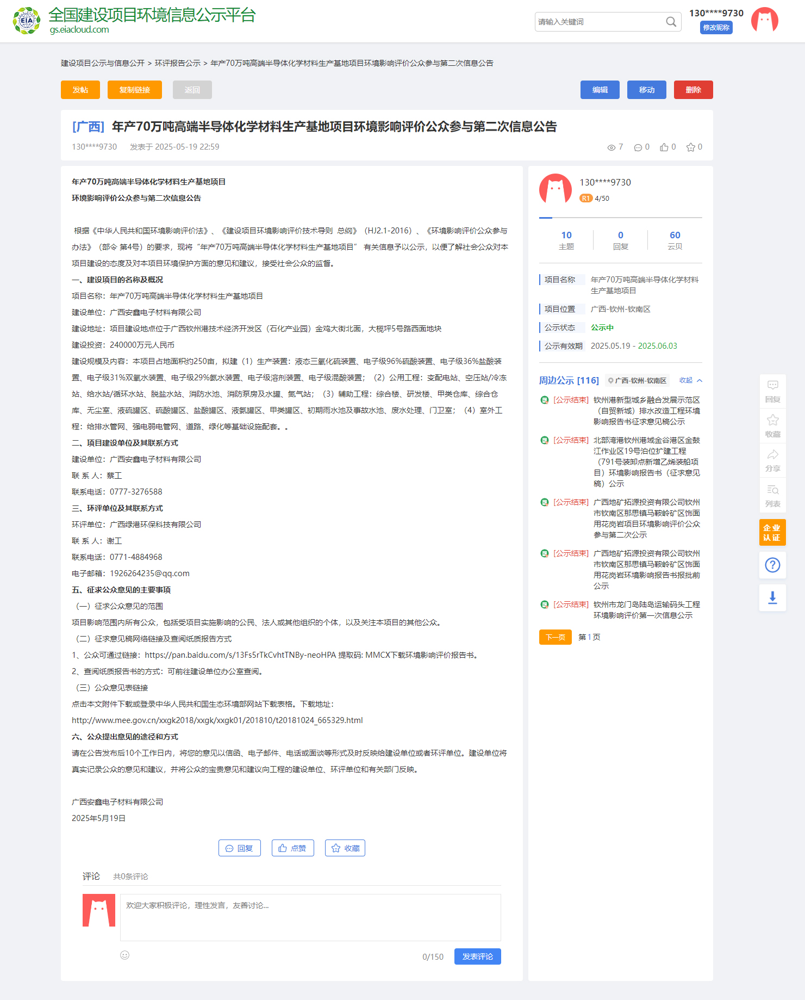 EIA
全国建设项目环境信息公示平台
gs.eiacloud.com
请输入关键词
130****9730
修改昵称
建设项目公示与信息公开 > 环评报告公示 > 年产70万吨高端半导体化学材料生产基地项目环境影响评价公众参与第二次信息公告
发帖
复制链接
返回
编辑
移动
删除
[广西] 年产70万吨高端半导体化学材料生产基地项目环境影响评价公众参与第二次信息公告
130****9730 发表于 2025-05-19 22:59
7 0 0 0
年产70万吨高端半导体化学材料生产基地项目
环境影响评价公众参与第二次信息公告
根据《中华人民共和国环境影响评价法》、《建设项目环境影响评价技术导则 总纲》（HJ2.1-2016）、《环境影响评价公众参与
办法》（部令 第4号）的要求，现将“年产70万吨高端半导体化学材料生产基地项目” 有关信息予以公示，以便了解社会公众对本
项目建设的态度及对本项目环境保护方面的意见和建议，接受社会公众的监督。
一、建设项目的名称及概况
项目名称：年产70万吨高端半导体化学材料生产基地项目
建设单位：广西安鑫电子材料有限公司
建设地址：项目建设地点位于广西钦州港技术经济开发区（石化产业园）金鸡大街北面，大榄坪5号路西面地块
建设投资：240000万元人民币
建设规模及内容：本项目占地面积约250亩，拟建（1）生产装置：液态三氧化硫装置、电子级96%硫酸装置、电子级36%盐酸装
置、电子级31%双氧水装置、电子级29%氨水装置、电子级溶剂装置、电子级混酸装置；（2）公用工程：变配电站、空压站/冷冻
站、给水站/循环水站、脱盐水站、消防水池、消防泵房及水罐、氮气站；（3）辅助工程：综合楼、研发楼、甲类仓库、综合仓
库、无尘室、液硫罐区、硫酸罐区、盐酸罐区、液氨罐区、甲类罐区、初期雨水池及事故水池、废水处理、门卫室；（4）室外工
程：给排水管网、强电弱电管网、道路、绿化等基础设施配套。。
二、项目建设单位及其联系方式
建设单位：广西安鑫电子材料有限公司
联 系 人：蔡工
联系电话：0777-3276588
三、环评单位及其联系方式
环评单位：广西绿港环保科技有限公司
联 系 人：谢工
联系电话：0771-4884968
电子邮箱：1926264235@qq.com
五、征求公众意见的主要事项
（一）征求公众意见的范围
项目影响范围内所有公众，包括受项目实施影响的公民、法人或其他组织的个体，以及关注本项目的其他公众。
（二）征求意见稿网络链接及查阅纸质报告方式
1、公众可通过链接：https://pan.baidu.com/s/13Fs5rTkCvhtTNBy-neoHPA 提取码: MMCX下载环境影响评价报告书。
2、查阅纸质报告书的方式：可前往建设单位办公室查阅。
（三）公众意见表链接
点击本文附件下载或登录中华人民共和国生态环境部网站下载表格。下载地址：
http://www.mee.gov.cn/xxgk2018/xxgk/xxgk01/201810/t20181024_665329.html
六、公众提出意见的途径和方式
请在公告发布后10个工作日内，将您的意见以信函、电子邮件、电话或面谈等形式及时反映给建设单位或者环评单位。建设单位将
真实记录公众的意见和建议，并将公众的宝贵意见和建议向工程的建设单位、环评单位和有关部门反映。
广西安鑫电子材料有限公司
2025年5月19日
回复
点赞
收藏
评论 共0条评论
欢迎大家积极评论，理性发言，友善讨论...
0/150
发表评论
130****9730
R1 4/50
10 0 60
主题 回复 云贝
项目名称 年产70万吨高端半导体化学材料
生产基地项目
项目位置 广西-钦州-钦南区
公示状态 公示中
公示有效期 2025.05.19 - 2025.06.03
周边公示 [116] 广西-钦州-钦南区 收起
[公示结束] 钦州港新型城乡融合发展示范区
（自贸新城）排水改造工程环境
影响报告书征求意见稿公示
[公示结束] 北部湾港钦州港域金谷港区金鼓
江作业区19号泊位扩建工程
（791号装卸点新增乙烯装船项
目）环境影响报告书（征求意见
稿）公示
[公示结束] 广西地矿拓源投资有限公司钦州
市钦南区那思镇马鞍岭矿区饰面
用花岗岩项目环境影响评价公众
参与第二次公示
[公示结束] 广西地矿拓源投资有限公司钦州
市钦南区那思镇马鞍岭矿区饰面
用花岗岩环境影响报告书报批前
公示
[公示结束] 钦州市龙门岛陆岛运输码头工程
环境影响评价第一次信息公示
下一页 第1页
回复
收藏
分享
列表
企业
认证